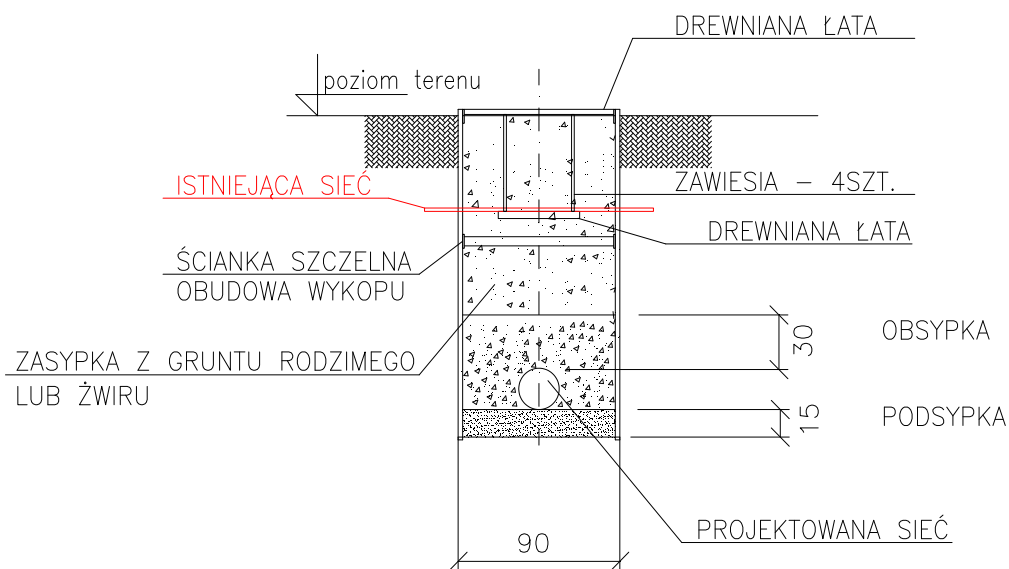 DREWNIANA ŁATA
poziom terenu
ISTNIEJĄCA SIEĆ
ZAWIESIA – 4SZT.
DREWNIANA ŁATA
ŚCIANKA SZCZELNA
OBUDOWA WYKOPU
30
OBSYPKA
ZASYPKA Z GRUNTU RODZIMEGO
LUB ŻWIRU
15
PODSYPKA
PROJEKTOWANA SIEĆ
90